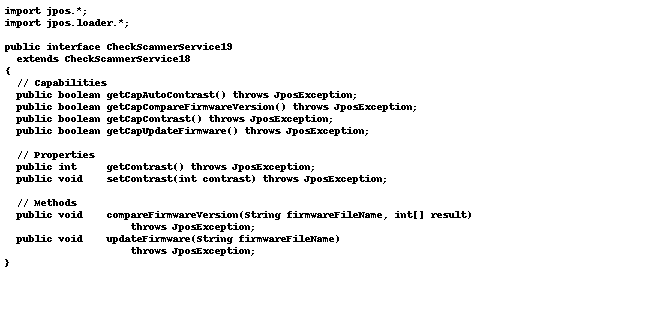 import jpos.*;
import jpos.loader.*;

public interface CheckScannerService19
  extends CheckScannerService18
{
  // Capabilities
  public boolean getCapAutoContrast() throws JposException;
  public boolean getCapCompareFirmwareVersion() throws JposException;
  public boolean getCapContrast() throws JposException;
  public boolean getCapUpdateFirmware() throws JposException;

  // Properties
  public int     getContrast() throws JposException;
  public void    setContrast(int contrast) throws JposException;

  // Methods
  public void    compareFirmwareVersion(String firmwareFileName, int[] result)
                     throws JposException;
  public void    updateFirmware(String firmwareFileName)
                     throws JposException;
}